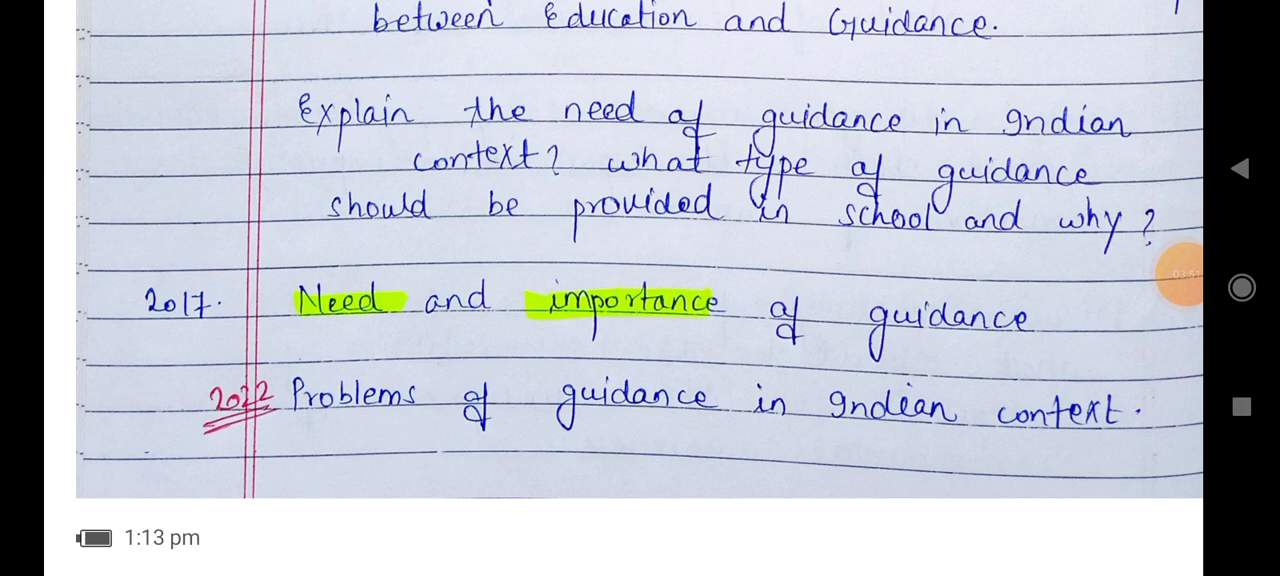 between Education and Guidance.
Explain the need of guidance in Indian
context? what type of guidance
should be provided in school and why?
2017. Need and importance of guidance
2022 Problems of guidance in Indian context.
03:51
1:13 pm